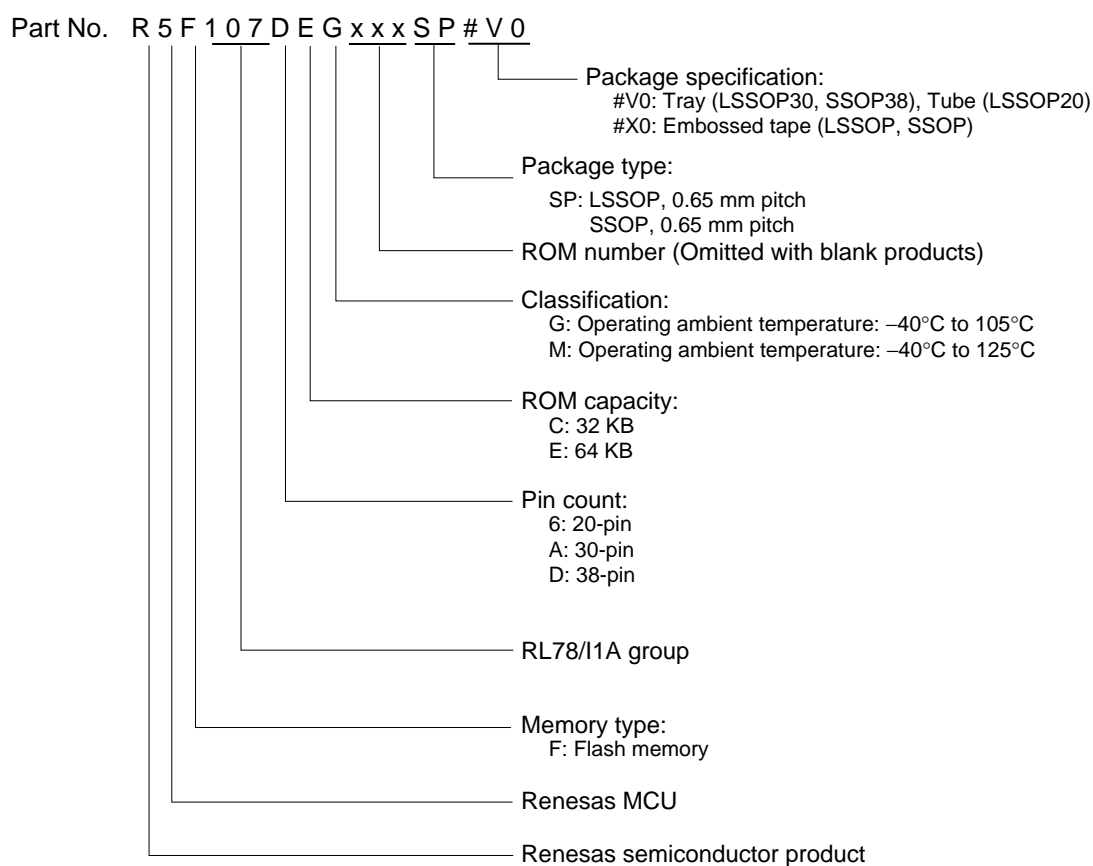 Part No. R 5 F 1 0 7 D E G x x x S P # V 0
Package specification:
#V0: Tray (LSSOP30, SSOP38), Tube (LSSOP20)
#X0: Embossed tape (LSSOP, SSOP)
Package type:
SP: LSSOP, 0.65 mm pitch
SSOP, 0.65 mm pitch
ROM number (Omitted with blank products)
Classification:
G: Operating ambient temperature: −40°C to 105°C
M: Operating ambient temperature: −40°C to 125°C
ROM capacity:
C: 32 KB
E: 64 KB
Pin count:
6: 20-pin
A: 30-pin
D: 38-pin
RL78/I1A group
Memory type:
F: Flash memory
Renesas MCU
Renesas semiconductor product